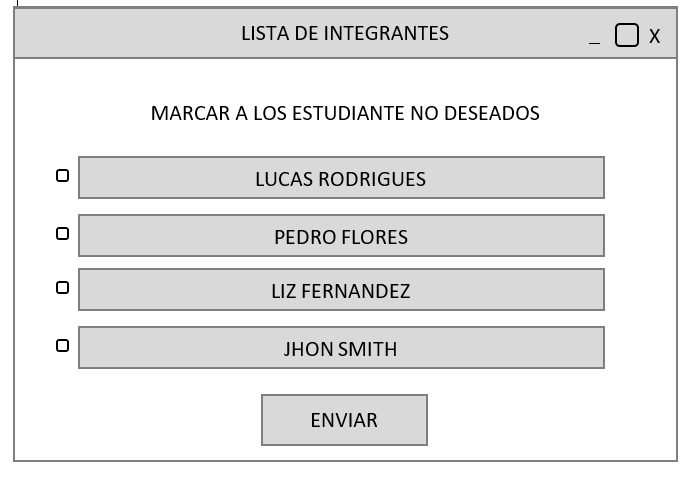 LISTA DE INTEGRANTES
_ X
MARCAR A LOS ESTUDIANTE NO DESEADOS
LUCAS RODRIGUES
PEDRO FLORES
LIZ FERNANDEZ
JHON SMITH
ENVIAR